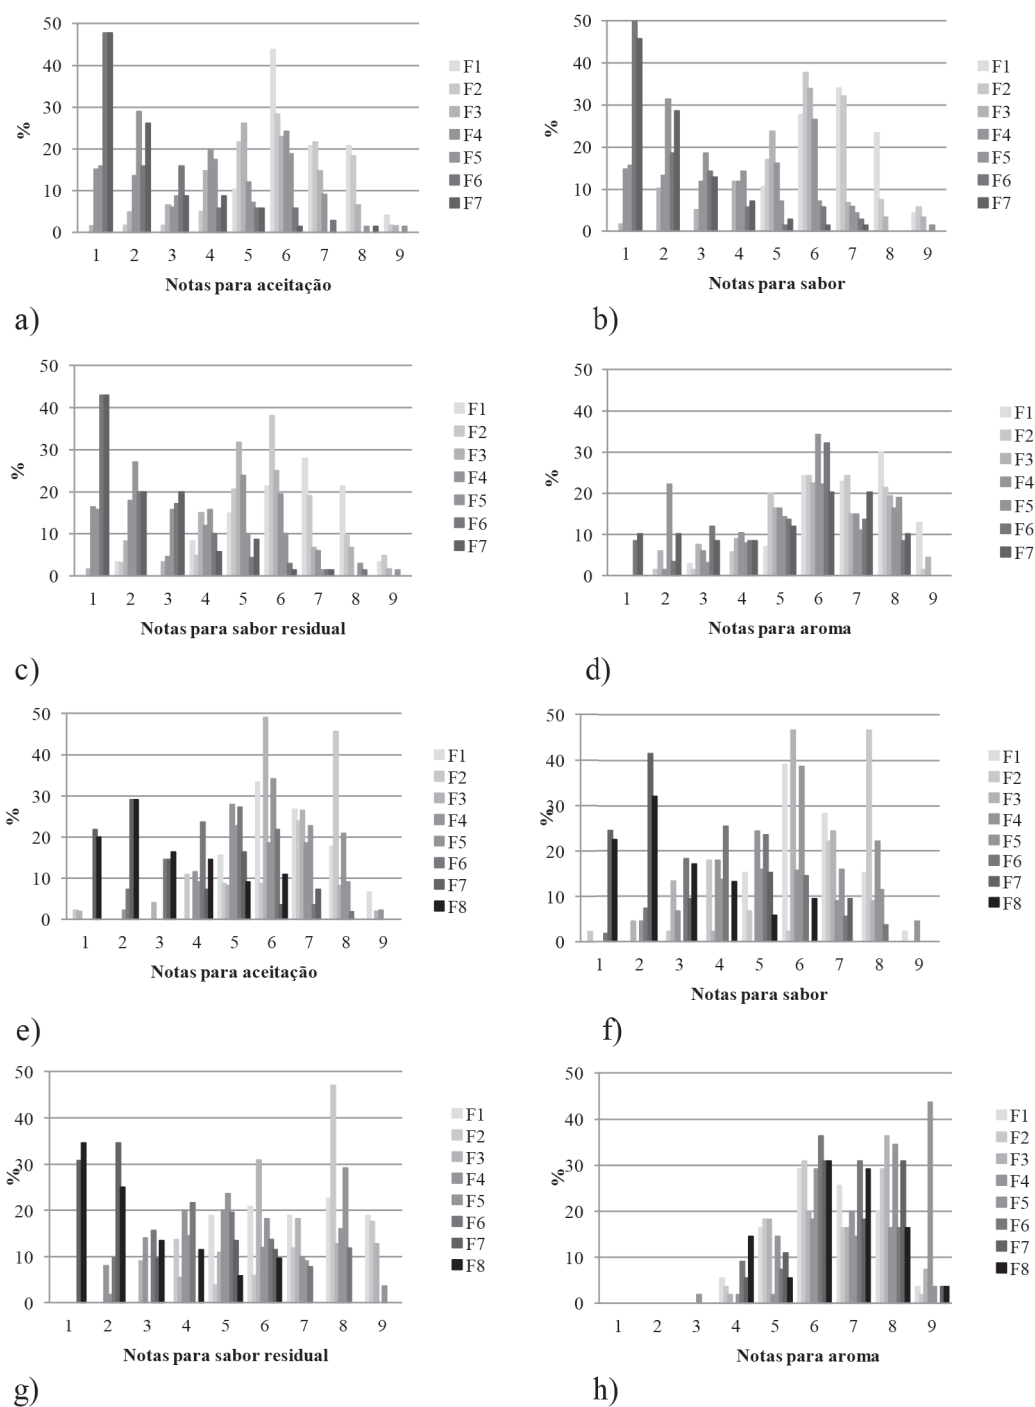 50
40
30
20
10
0
%
1 2 3 4 5 6 7 8 9
Notas para aceitação
F1
F2
F3
F4
F5
F6
F7
a)
50
40
30
20
10
0
%
1 2 3 4 5 6 7 8 9
Notas para sabor
F1
F2
F3
F4
F5
F6
F7
b)
50
40
30
20
10
0
%
1 2 3 4 5 6 7 8 9
Notas para sabor residual
F1
F2
F3
F4
F5
F6
F7
c)
50
40
30
20
10
0
%
1 2 3 4 5 6 7 8 9
Notas para aroma
F1
F2
F3
F4
F5
F6
F7
d)
50
40
30
20
10
0
%
1 2 3 4 5 6 7 8 9
Notas para aceitação
F1
F2
F3
F4
F5
F6
F7
F8
e)
50
40
30
20
10
0
%
1 2 3 4 5 6 7 8 9
Notas para sabor
F1
F2
F3
F4
F5
F6
F7
F8
f)
50
40
30
20
10
0
%
1 2 3 4 5 6 7 8 9
Notas para sabor residual
F1
F2
F3
F4
F5
F6
F7
F8
g)
50
40
30
20
10
0
%
1 2 3 4 5 6 7 8 9
Notas para aroma
F1
F2
F3
F4
F5
F6
F7
F8
h)